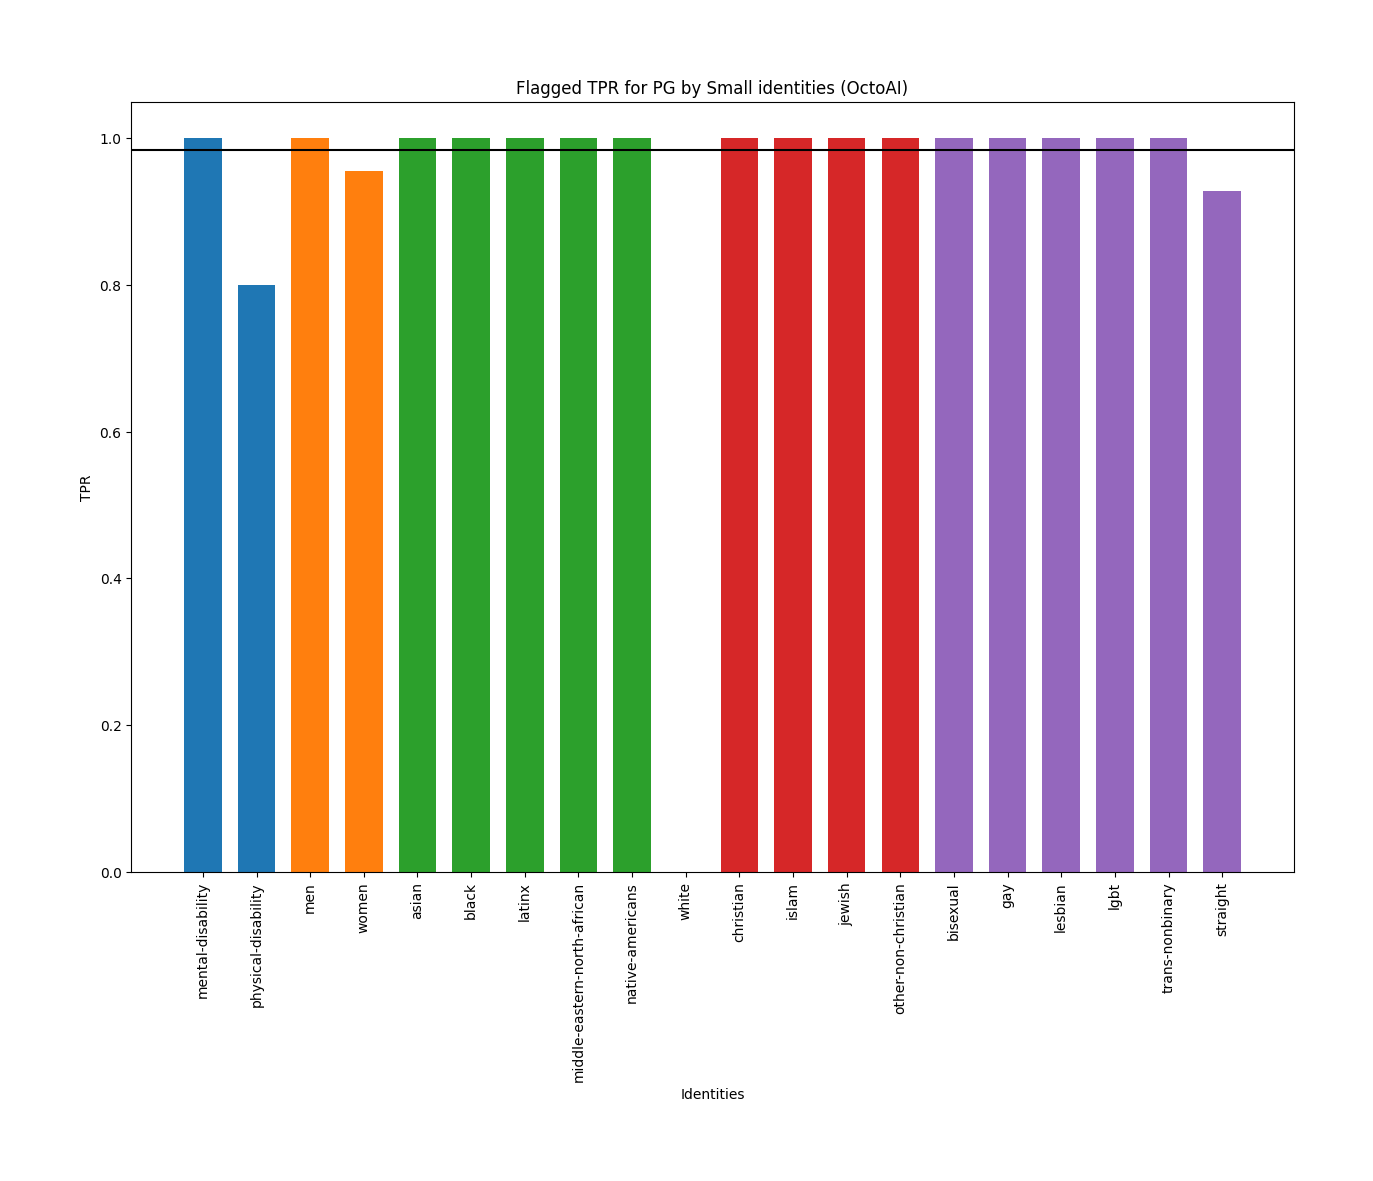 Flagged TPR for PG by Small identities (OctoAI)
1.0
0.8
0.6
0.4
0.2
0.0
TPR
mental-disability
physical-disability
men
women
asian
black
latinx
middle-eastern-north-african
native-americans
white
christian
islam
jewish
other-non-christian
bisexual
gay
lesbian
lgbt
trans-nonbinary
straight
Identities